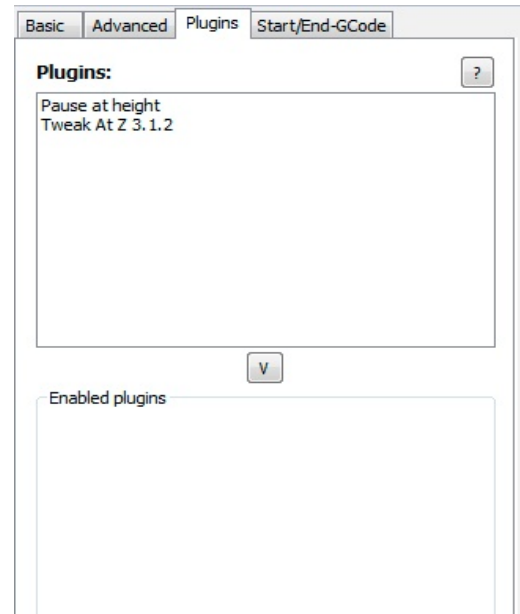 Basic Advanced Plugins Start/End-GCode
Plugins: ?
Pause at height
Tweak At Z 3.1.2
V
Enabled plugins